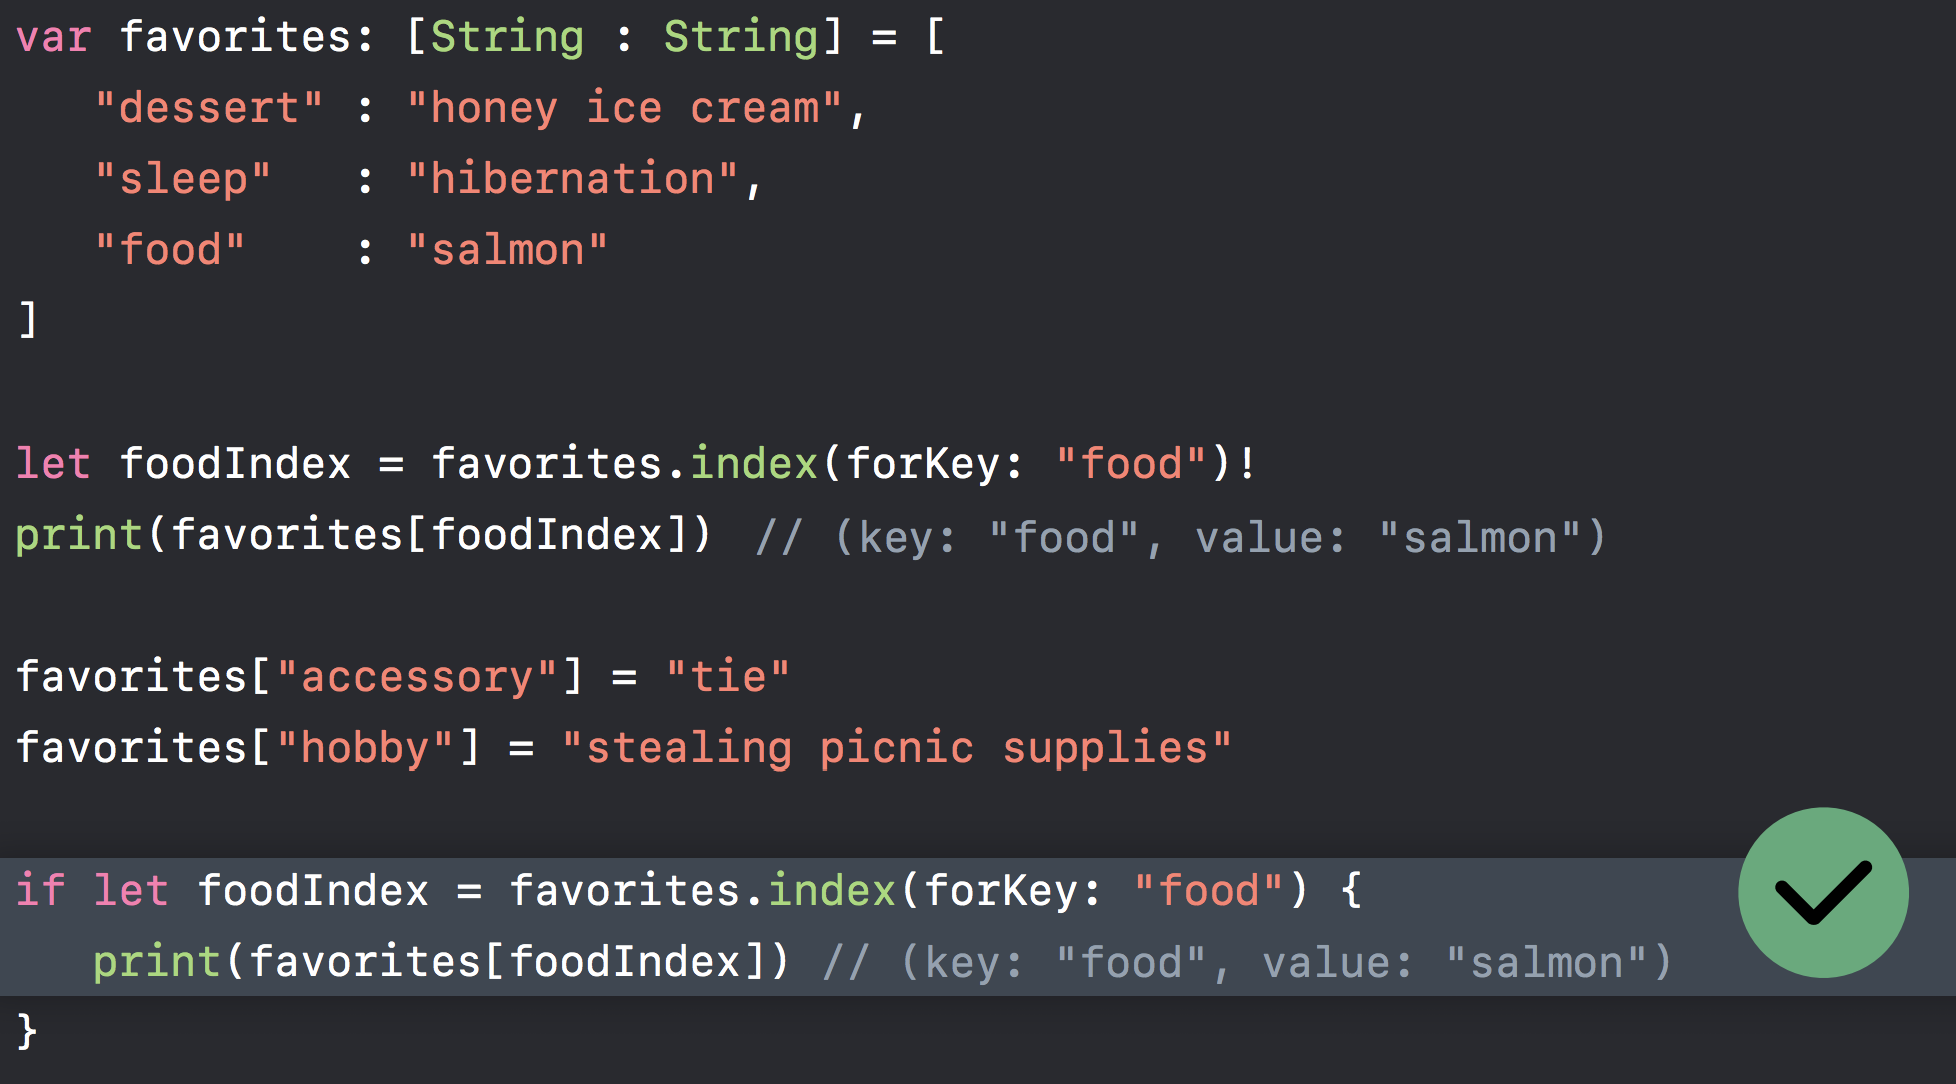 var favorites: [String : String] = [
   "dessert" : "honey ice cream",
   "sleep"   : "hibernation",
   "food"    : "salmon"
]
let foodIndex = favorites.index(forKey: "food")!
print(favorites[foodIndex]) // (key: "food", value: "salmon")
favorites["accessory"] = "tie"
favorites["hobby"] = "stealing picnic supplies"
if let foodIndex = favorites.index(forKey: "food") {
   print(favorites[foodIndex]) // (key: "food", value: "salmon")
}